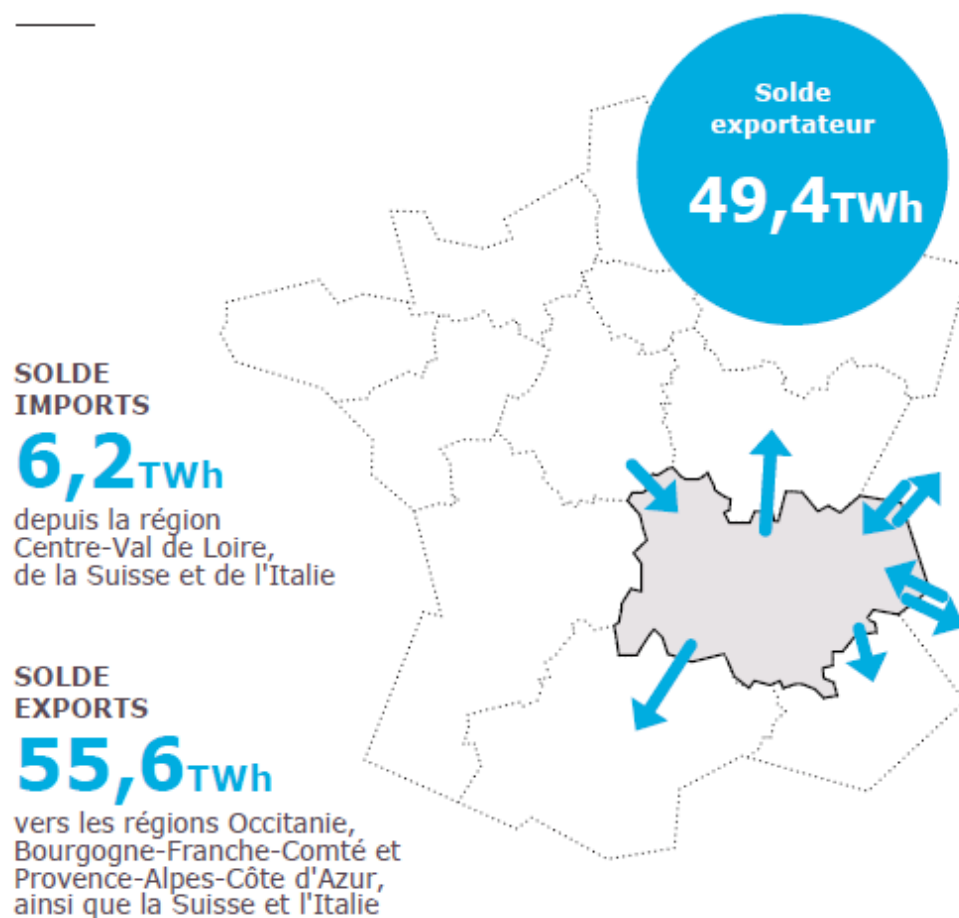 Solde
exportateur
49,4TWh
SOLDE
IMPORTS
6,2TWh
depuis la région
Centre-Val de Loire,
de la Suisse et de l'Italie
SOLDE
EXPORTS
55,6TWh
vers les régions Occitanie,
Bourgogne-Franche-Comté et
Provence-Alpes-Côte d'Azur,
ainsi que la Suisse et l'Italie